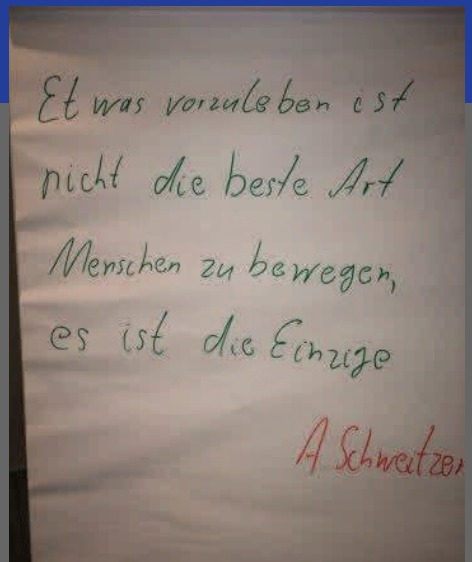 Etwas vorzuleben ist
nicht die beste Art
Menschen zu bewegen,
es ist die Einzige
A Schweitzer